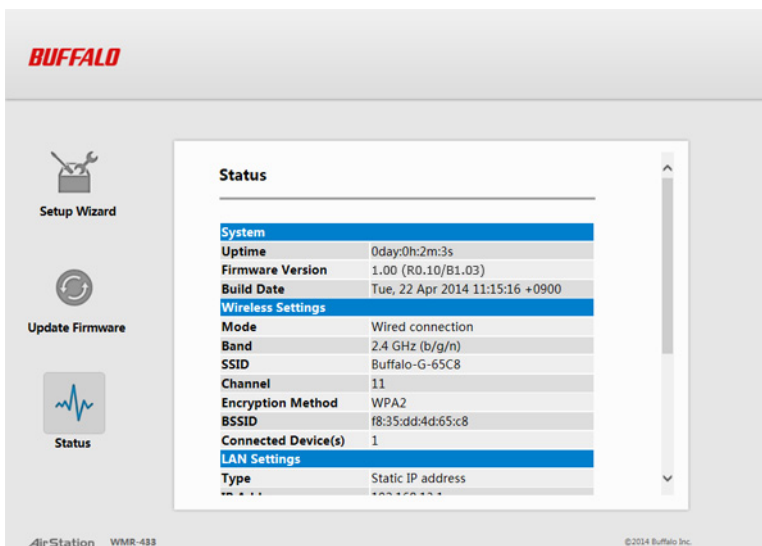 BUFFALO
Setup Wizard
Update Firmware
Status
Status
System
Uptime 0day:0h:2m:3s
Firmware Version 1.00 (R0.10/B1.03)
Build Date Tue, 22 Apr 2014 11:15:16 +0900
Wireless Settings
Mode Wired connection
Band 2.4 GHz (b/g/n)
SSID Buffalo-G-65C8
Channel 11
Encryption Method WPA2
BSSID f8:35:dd:4d:65:c8
Connected Device(s) 1
LAN Settings
Type Static IP address
AirStation WMR-433
©2014 Buffalo Inc.